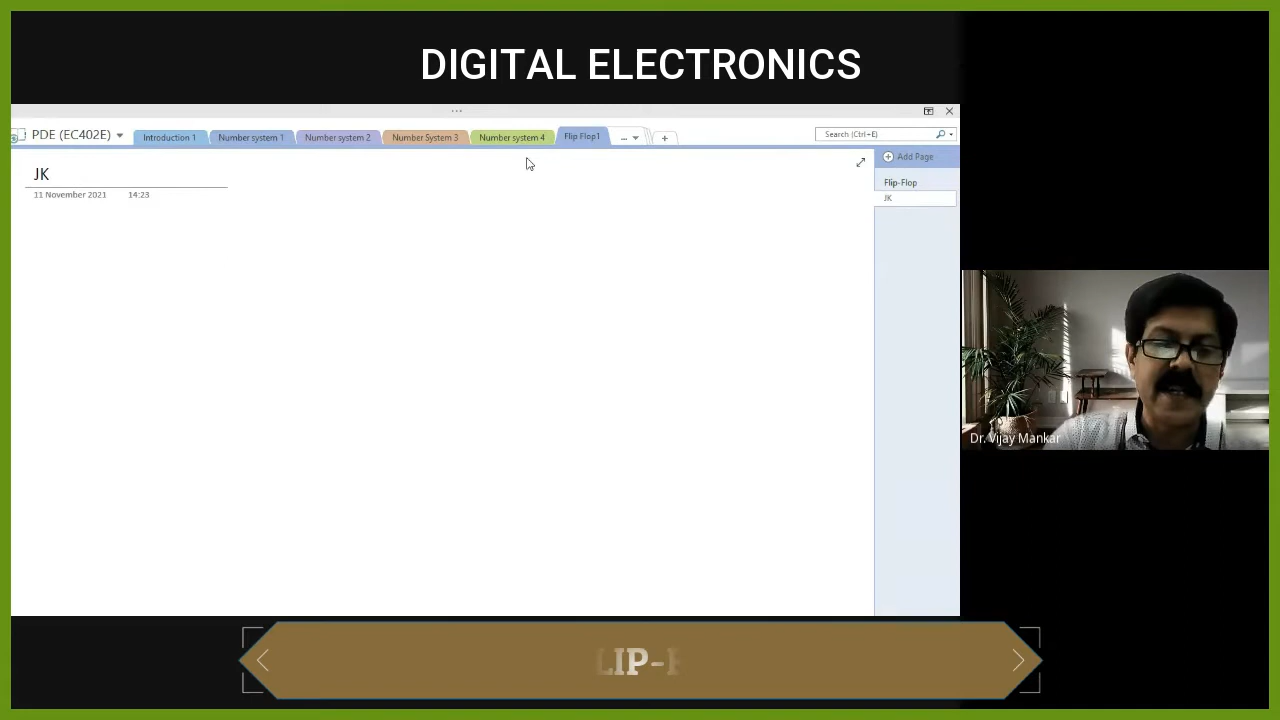 DIGITAL ELECTRONICS
PDE (EC402E)
Introduction 1
Number system 1
Number system 2
Number System 3
Number system 4
Flip Flop1
...
+
Search (Ctrl+E)
Add Page
JK
11 November 2021 14:23
Flip-Flop
JK
Dr. Vijay Mankar
LIP-F